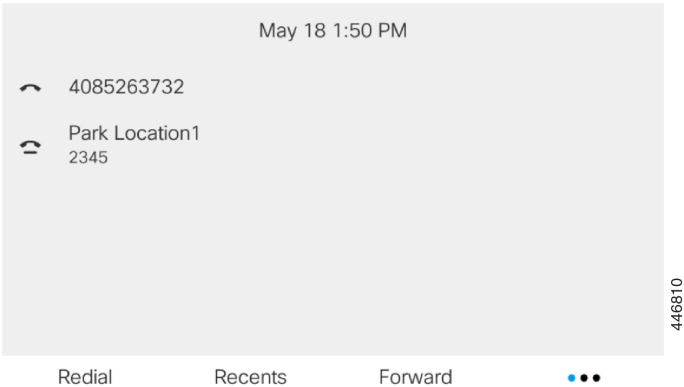 May 18 1:50 PM
4085263732
Park Location1
2345
446810
Redial Recents Forward